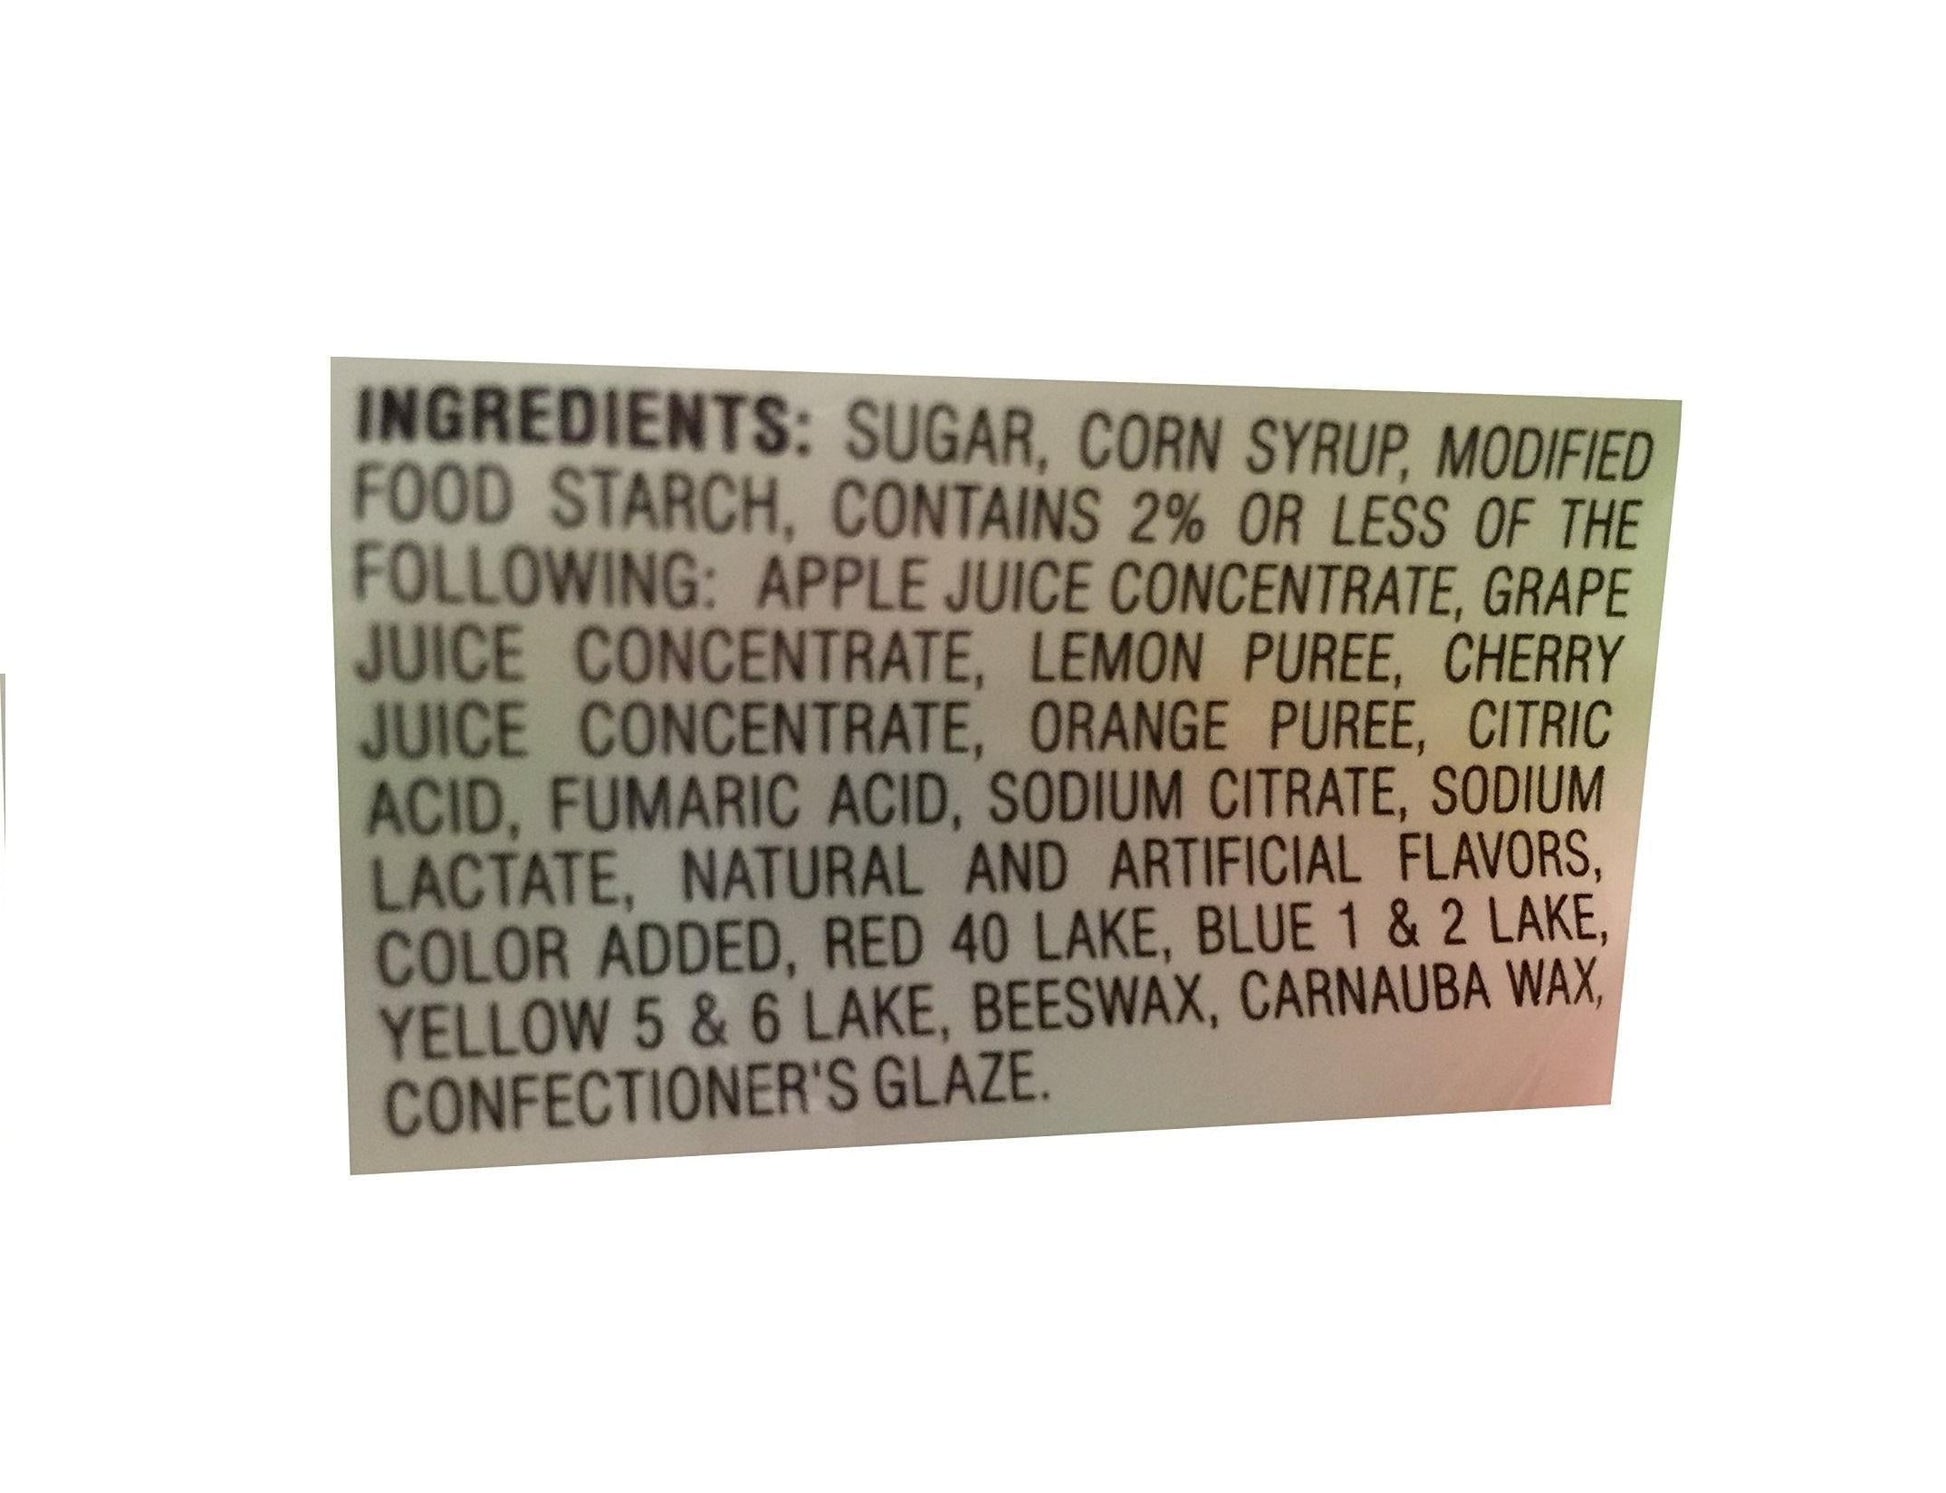 INGREDIENTS: SUGAR, CORN SYRUP, MODIFIED
FOOD STARCH, CONTAINS 2% OR LESS OF THE
FOLLOWING: APPLE JUICE CONCENTRATE, GRAPE
JUICE CONCENTRATE, LEMON PUREE, CHERRY
JUICE CONCENTRATE, ORANGE PUREE, CITRIC
ACID, FUMARIC ACID, SODIUM CITRATE, SODIUM
LACTATE, NATURAL AND ARTIFICIAL FLAVORS,
COLOR ADDED, RED 40 LAKE, BLUE 1 & 2 LAKE,
YELLOW 5 & 6 LAKE, BEESWAX, CARNAUBA WAX,
CONFECTIONER'S GLAZE.